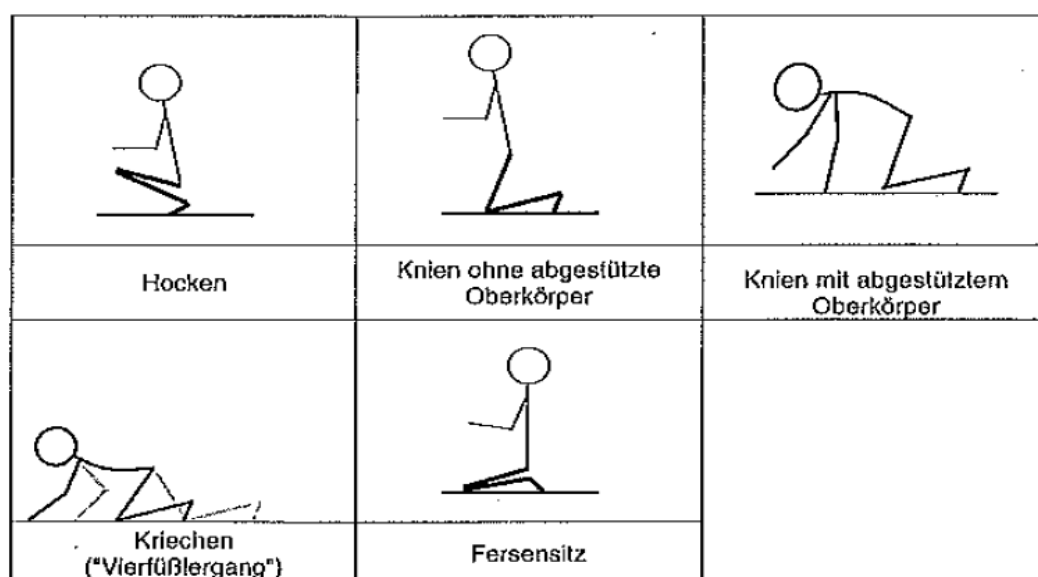 Hocken
Knien ohne abgestützte
Oberkörper
Knien mit abgestütztem
Oberkörper
Kriechen
("Vierfüßlergang")
Fersensitz